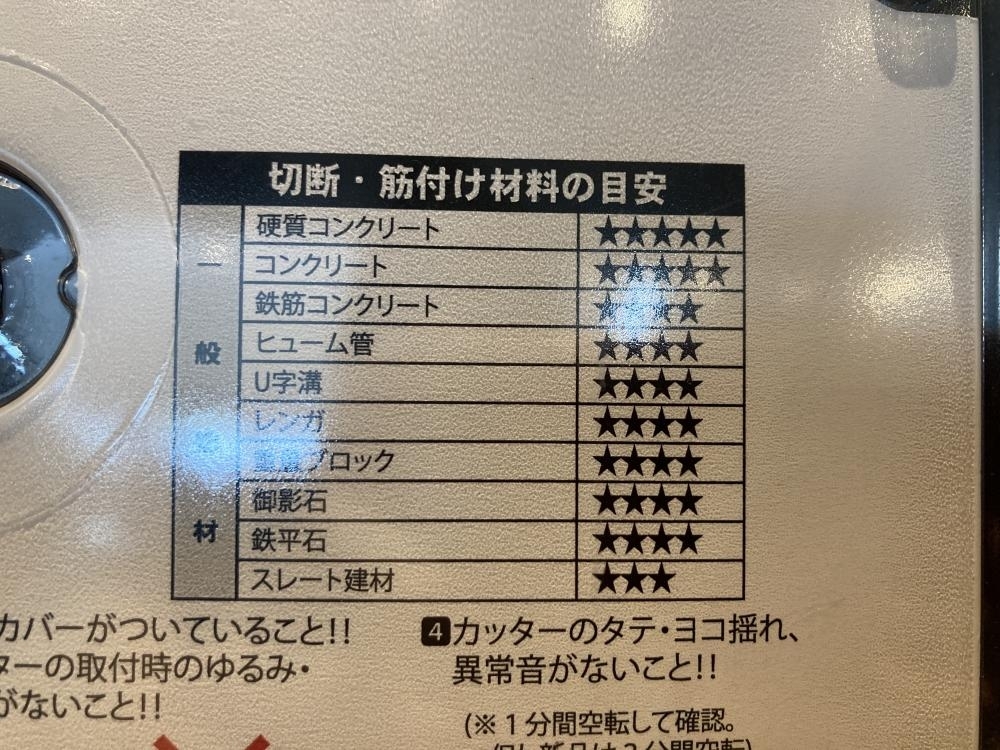 切断・筋付け材料の目安
一般 材
硬質コンクリート ★★★★★
コンクリート ★★★★★
鉄筋コンクリート ★★★★
ヒューム管 ★★★★
U字溝 ★★★★
レンガ ★★★★
ブロック ★★★★
御影石 ★★★★
鉄平石 ★★★★
スレート建材 ★★★
カバーがついていること!!
ターの取付時のゆるみ・
がないこと!!
4 カッターのタテ・ヨコ揺れ、
異常音がないこと!!
(※1分間空転して確認。